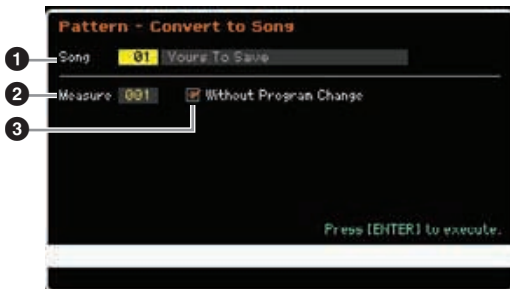 Pattern - Convert to Song
1 Song 01 Yours To Save
2 Measure 001 Without Program Change
3
Press [ENTER] to execute.